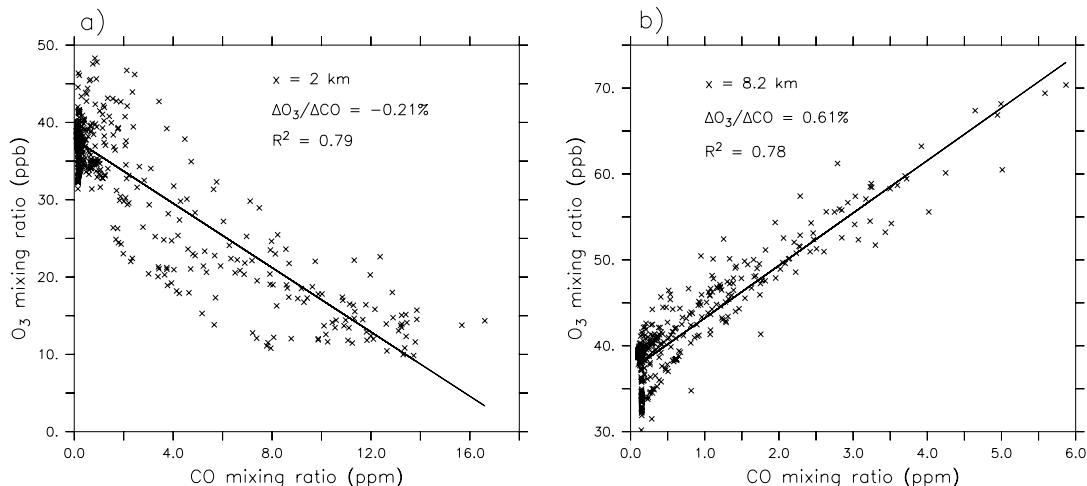 a)
50.
40.
30.
20.
10.
0.
O₃ mixing ratio (ppb)
x = 2 km
ΔO₃/ΔCO = −0.21%
R² = 0.79
0.0 4.0 8.0 12.0 16.0
CO mixing ratio (ppm)
b)
70.
60.
50.
40.
30.
O₃ mixing ratio (ppb)
x = 8.2 km
ΔO₃/ΔCO = 0.61%
R² = 0.78
0.0 1.0 2.0 3.0 4.0 5.0 6.0
CO mixing ratio (ppm)